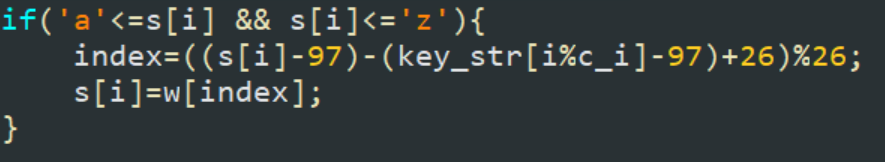 if('a'<=s[i] && s[i]<='z'){
    index=((s[i]-97)-(key_str[i%c_i]-97)+26)%26;
    s[i]=w[index];
}